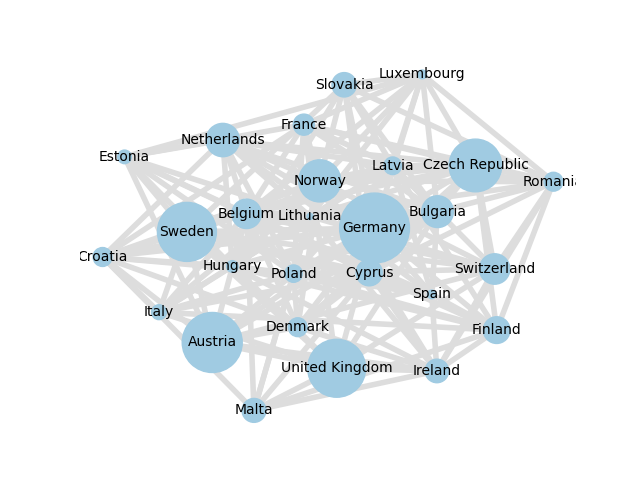 Luxembourg
Slovakia
France
Netherlands
Estonia
Latvia
Czech Republic
Norway
Romania
Belgium
Lithuania
Bulgaria
Sweden
Germany
Croatia
Hungary
Poland
Cyprus
Switzerland
Spain
Italy
Denmark
Finland
Austria
United Kingdom
Ireland
Malta